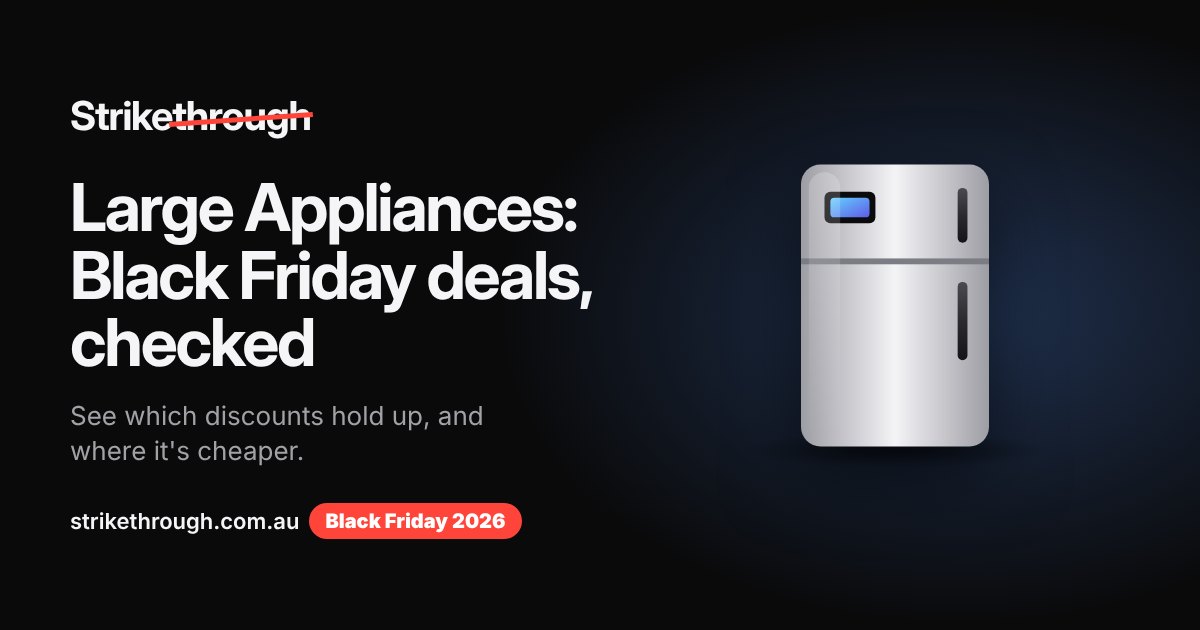 Strikethrough
Large Appliances:
Black Friday deals,
checked
See which discounts hold up, and
where it's cheaper.
strikethrough.com.au Black Friday 2026